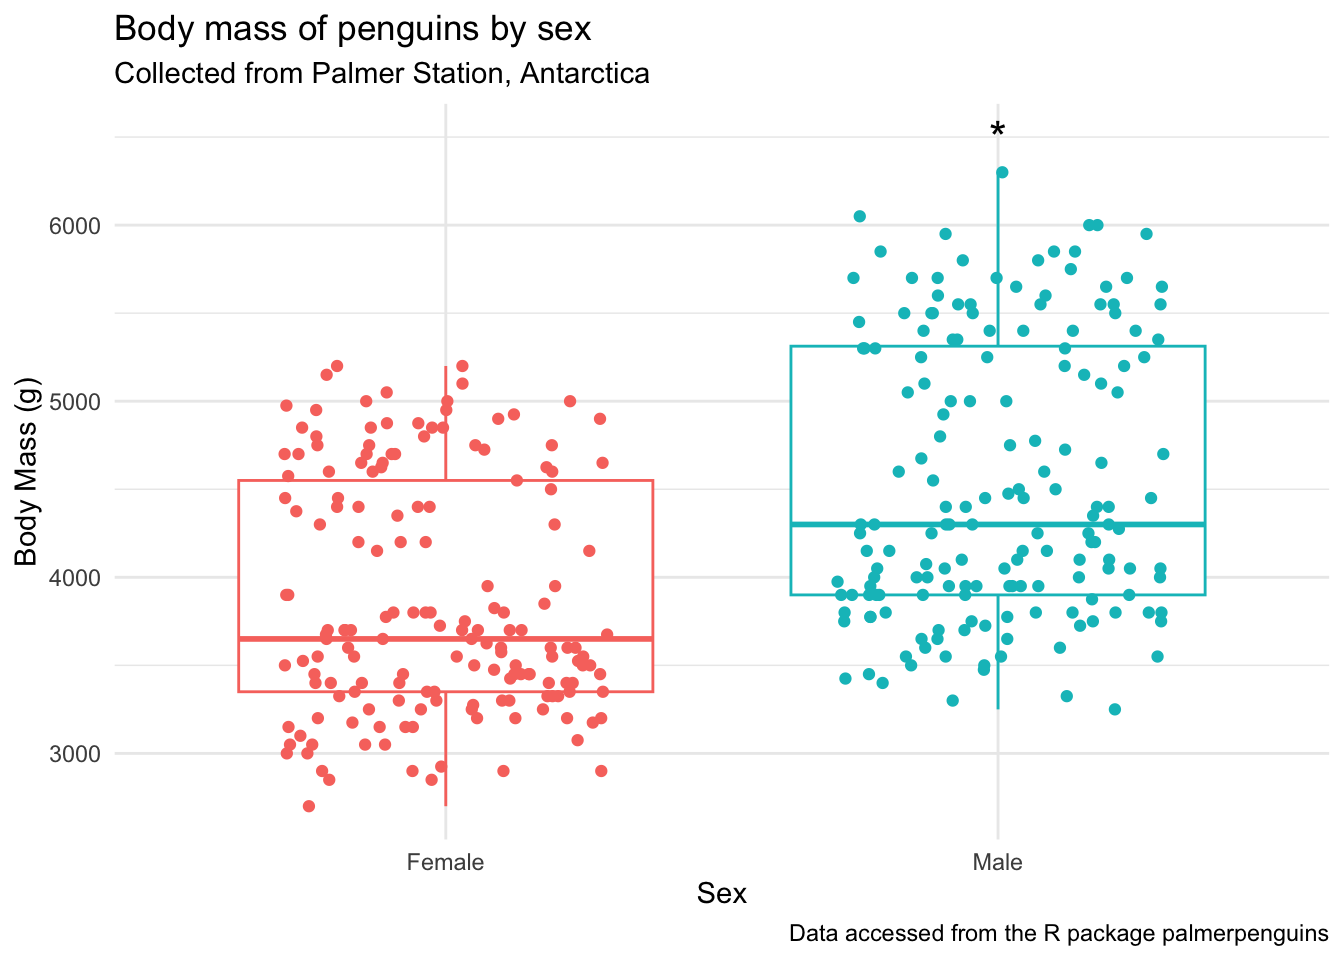 Body mass of penguins by sex
Collected from Palmer Station, Antarctica
*
6000
5000
4000
3000
Body Mass (g)
Female
Male
Sex
Data accessed from the R package palmerpenguins